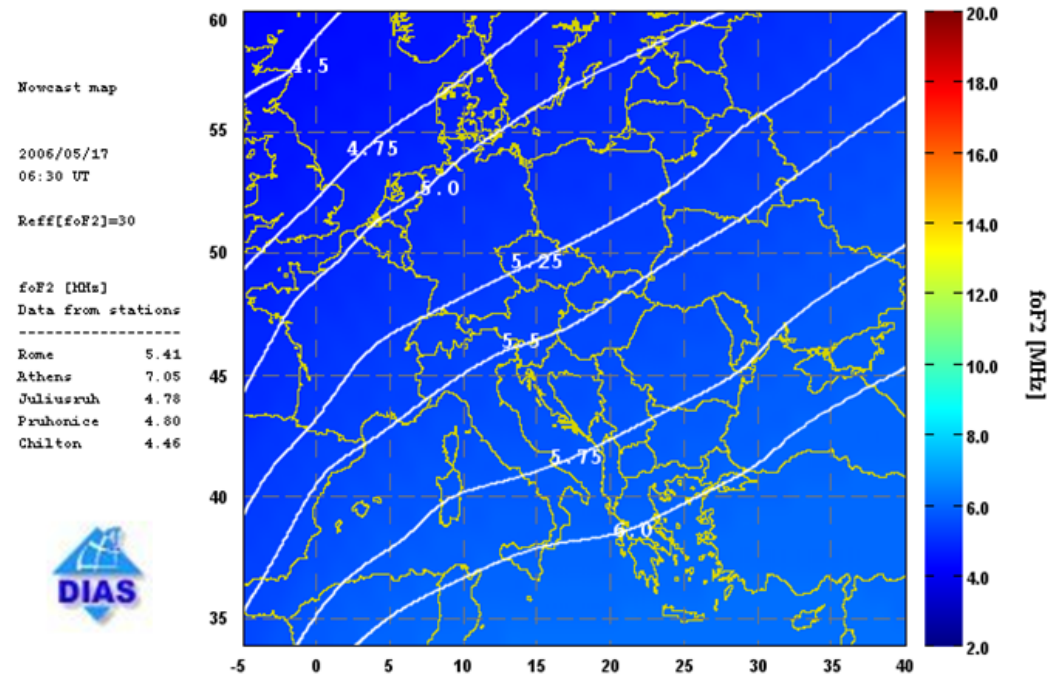 Nowcast map
2006/05/17
06:30 UT
Reff[foF2]=30
foF2 [MHz]
Data from stations
------------------
Rome 5.41
Athens 7.05
Juliusruh 4.78
Pruhonice 4.80
Chilton 4.46
DIAS
60
55
50
45
40
35
-5 0 5 10 15 20 25 30 35 40
4.5
4.75
5.0
5.25
5.5
5.75
6.0
20.0
18.0
16.0
14.0
12.0
10.0
8.0
6.0
4.0
2.0
foF2 [MHz]